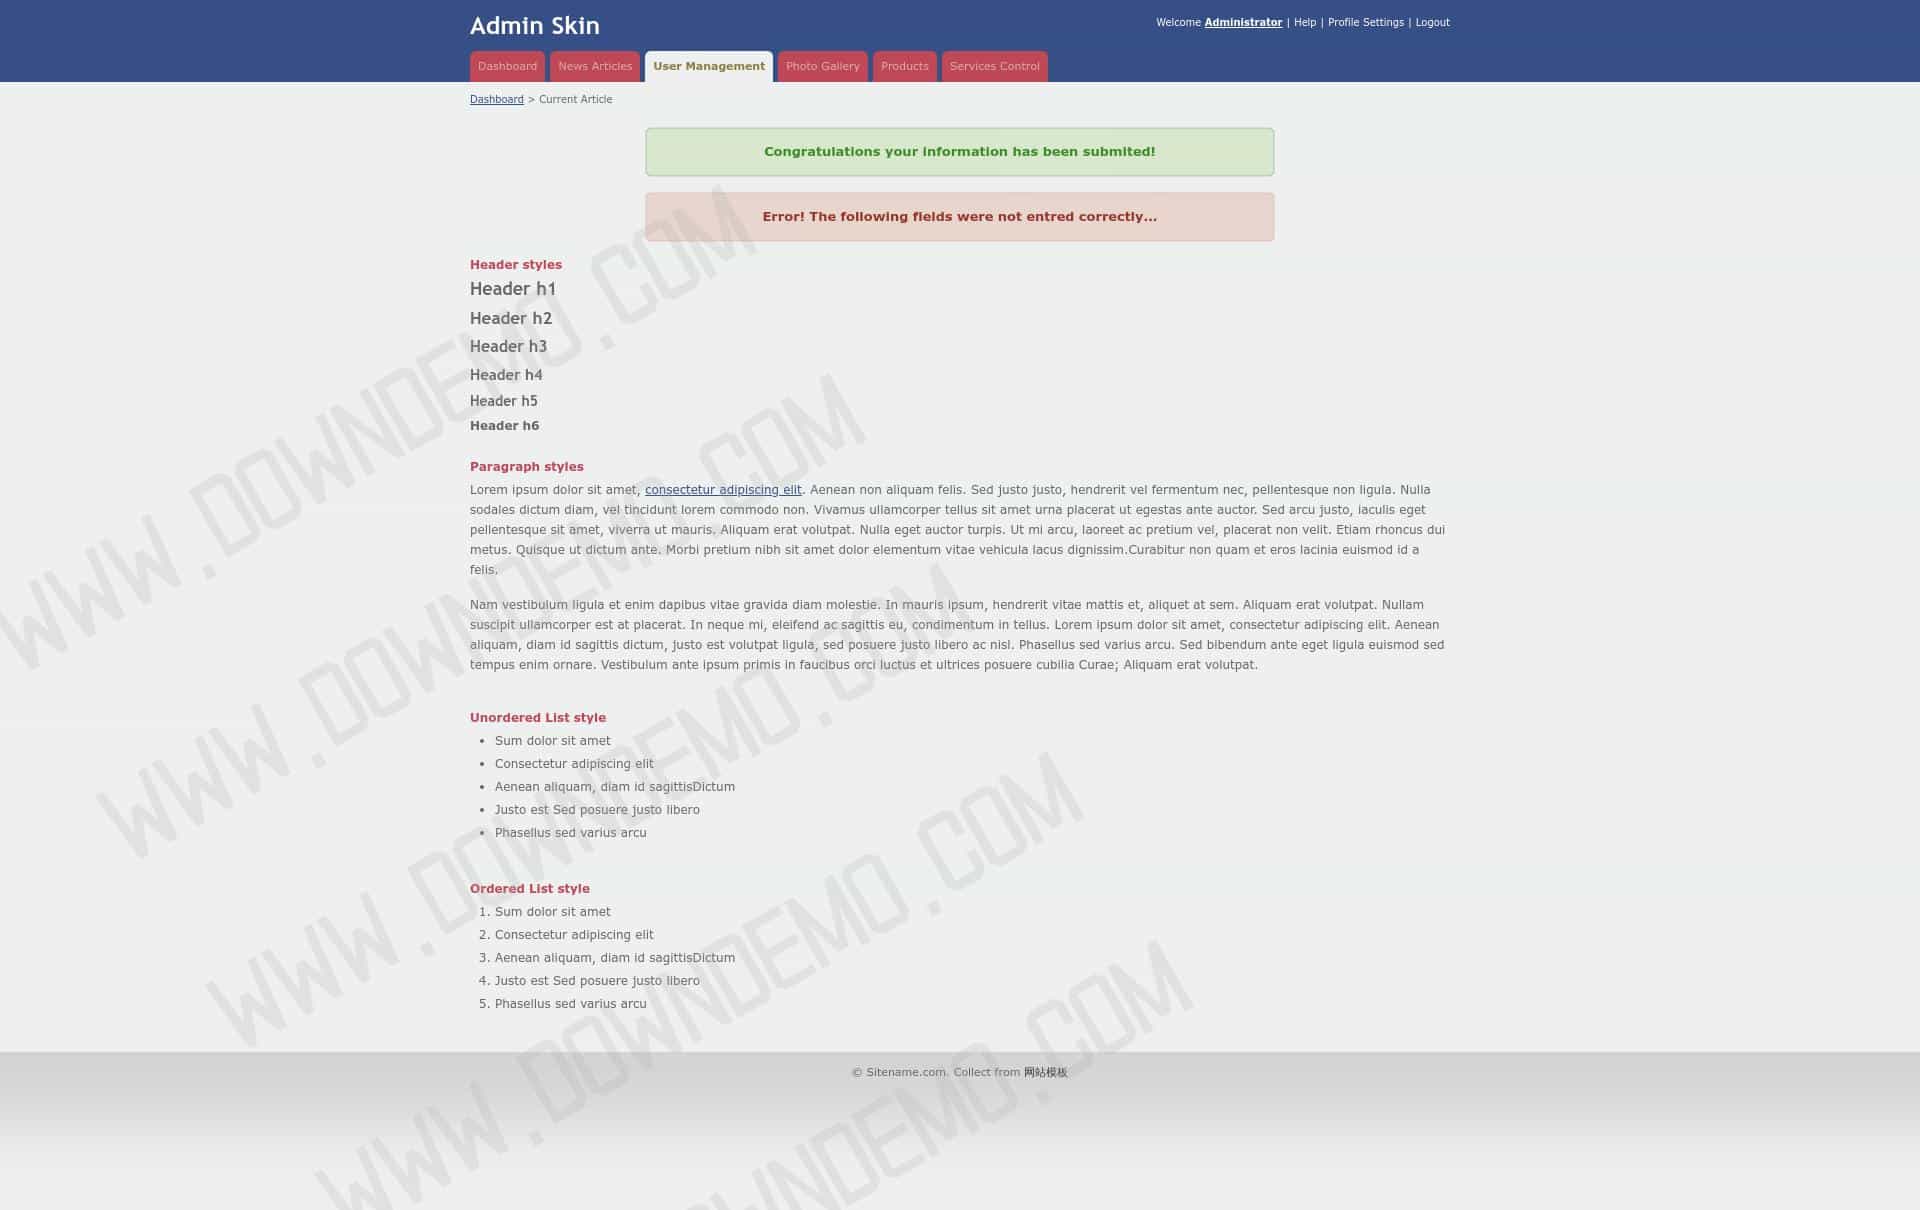 Admin Skin
Welcome Administrator | Help | Profile Settings | Logout
Dashboard
News Articles
User Management
Photo Gallery
Products
Services Control
Dashboard > Current Article
Congratulations your information has been submited!
Error! The following fields were not entred correctly...
Header styles
Header h1
Header h2
Header h3
Header h4
Header h5
Header h6
Paragraph styles
Lorem ipsum dolor sit amet, consectetur adipiscing elit. Aenean non aliquam felis. Sed justo justo, hendrerit vel fermentum nec, pellentesque non ligula. Nulla
sodales dictum diam, vel tincidunt lorem commodo non. Vivamus ullamcorper tellus sit amet urna placerat ut egestas ante auctor. Sed arcu justo, iaculis eget
pellentesque sit amet, viverra ut mauris. Aliquam erat volutpat. Nulla eget auctor turpis. Ut mi arcu, laoreet ac pretium vel, placerat non velit. Etiam rhoncus dui
metus. Quisque ut dictum ante. Morbi pretium nibh sit amet dolor elementum vitae vehicula lacus dignissim.Curabitur non quam et eros lacinia euismod id a
felis.
Nam vestibulum ligula et enim dapibus vitae gravida diam molestie. In mauris ipsum, hendrerit vitae mattis et, aliquet at sem. Aliquam erat volutpat. Nullam
suscipit ullamcorper est at placerat. In neque mi, eleifend ac sagittis eu, condimentum in tellus. Lorem ipsum dolor sit amet, consectetur adipiscing elit. Aenean
aliquam, diam id sagittis dictum, justo est volutpat ligula, sed posuere justo libero ac nisl. Phasellus sed varius arcu. Sed bibendum ante eget ligula euismod sed
tempus enim ornare. Vestibulum ante ipsum primis in faucibus orci luctus et ultrices posuere cubilia Curae; Aliquam erat volutpat.
Unordered List style
• Sum dolor sit amet
• Consectetur adipiscing elit
• Aenean aliquam, diam id sagittisDictum
• Justo est Sed posuere justo libero
• Phasellus sed varius arcu
Ordered List style
1. Sum dolor sit amet
2. Consectetur adipiscing elit
3. Aenean aliquam, diam id sagittisDictum
4. Justo est Sed posuere justo libero
5. Phasellus sed varius arcu
© Sitename.com. Collect from 网站模板
WWW.DOWNDEMO.COM
WWW.DOWNDEMO.COM
WWW.DOWNDEMO.COM
WWW.DOWNDEMO.COM
WNDEMO.COM